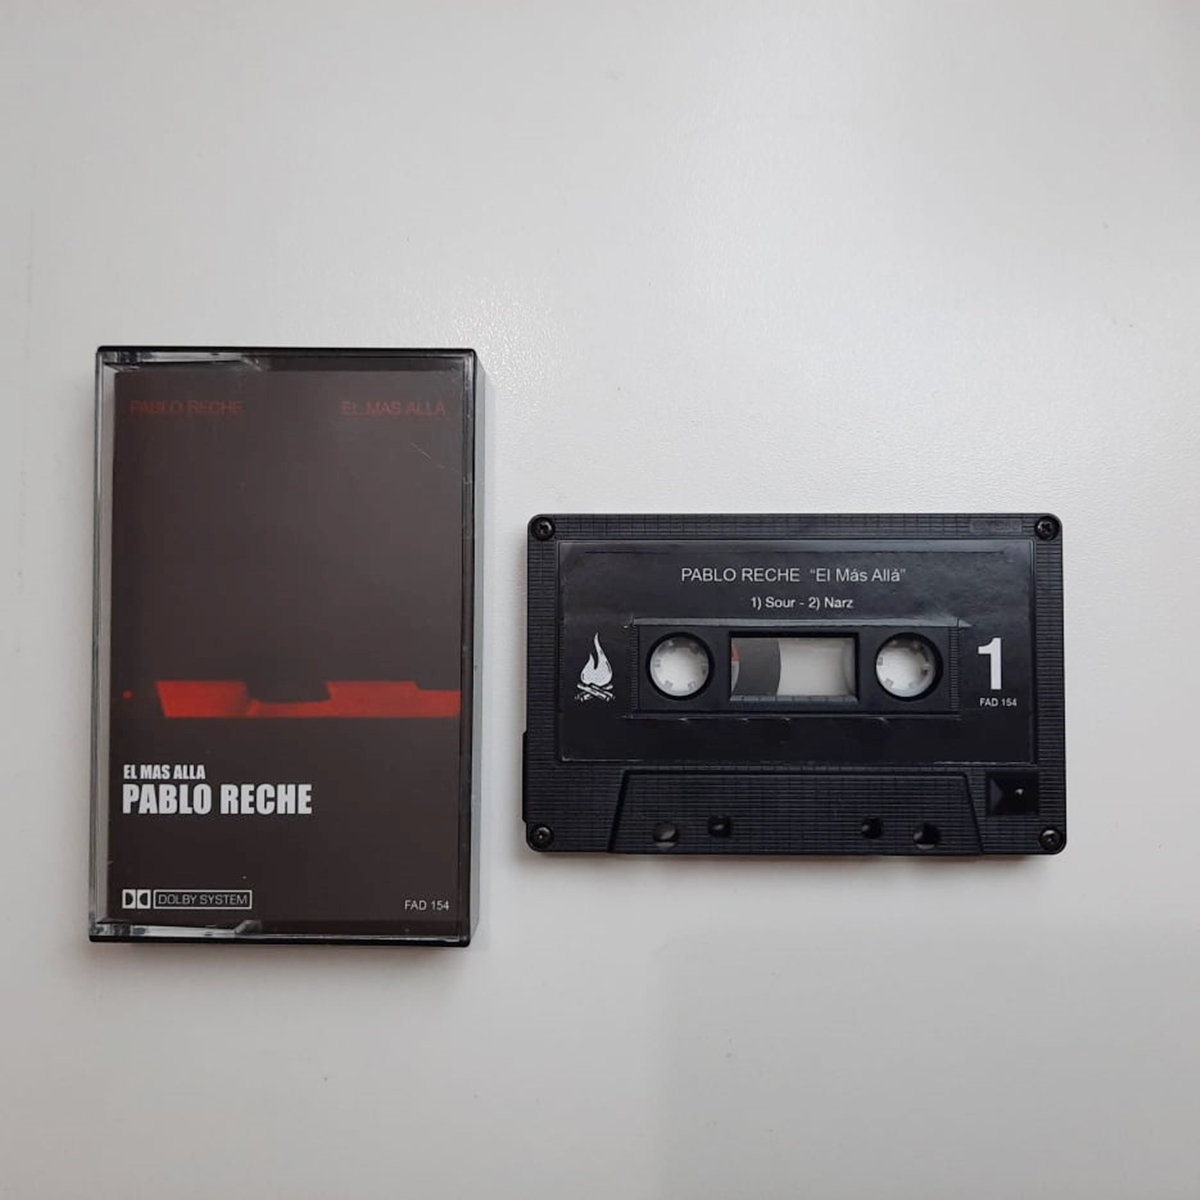 PABLO RECHE EL MAS ALLA
EL MAS ALLA
PABLO RECHE
DOLBY SYSTEM
FAD 154
PABLO RECHE "El Más Allá"
1) Sour - 2) Narz
1
FAD 154